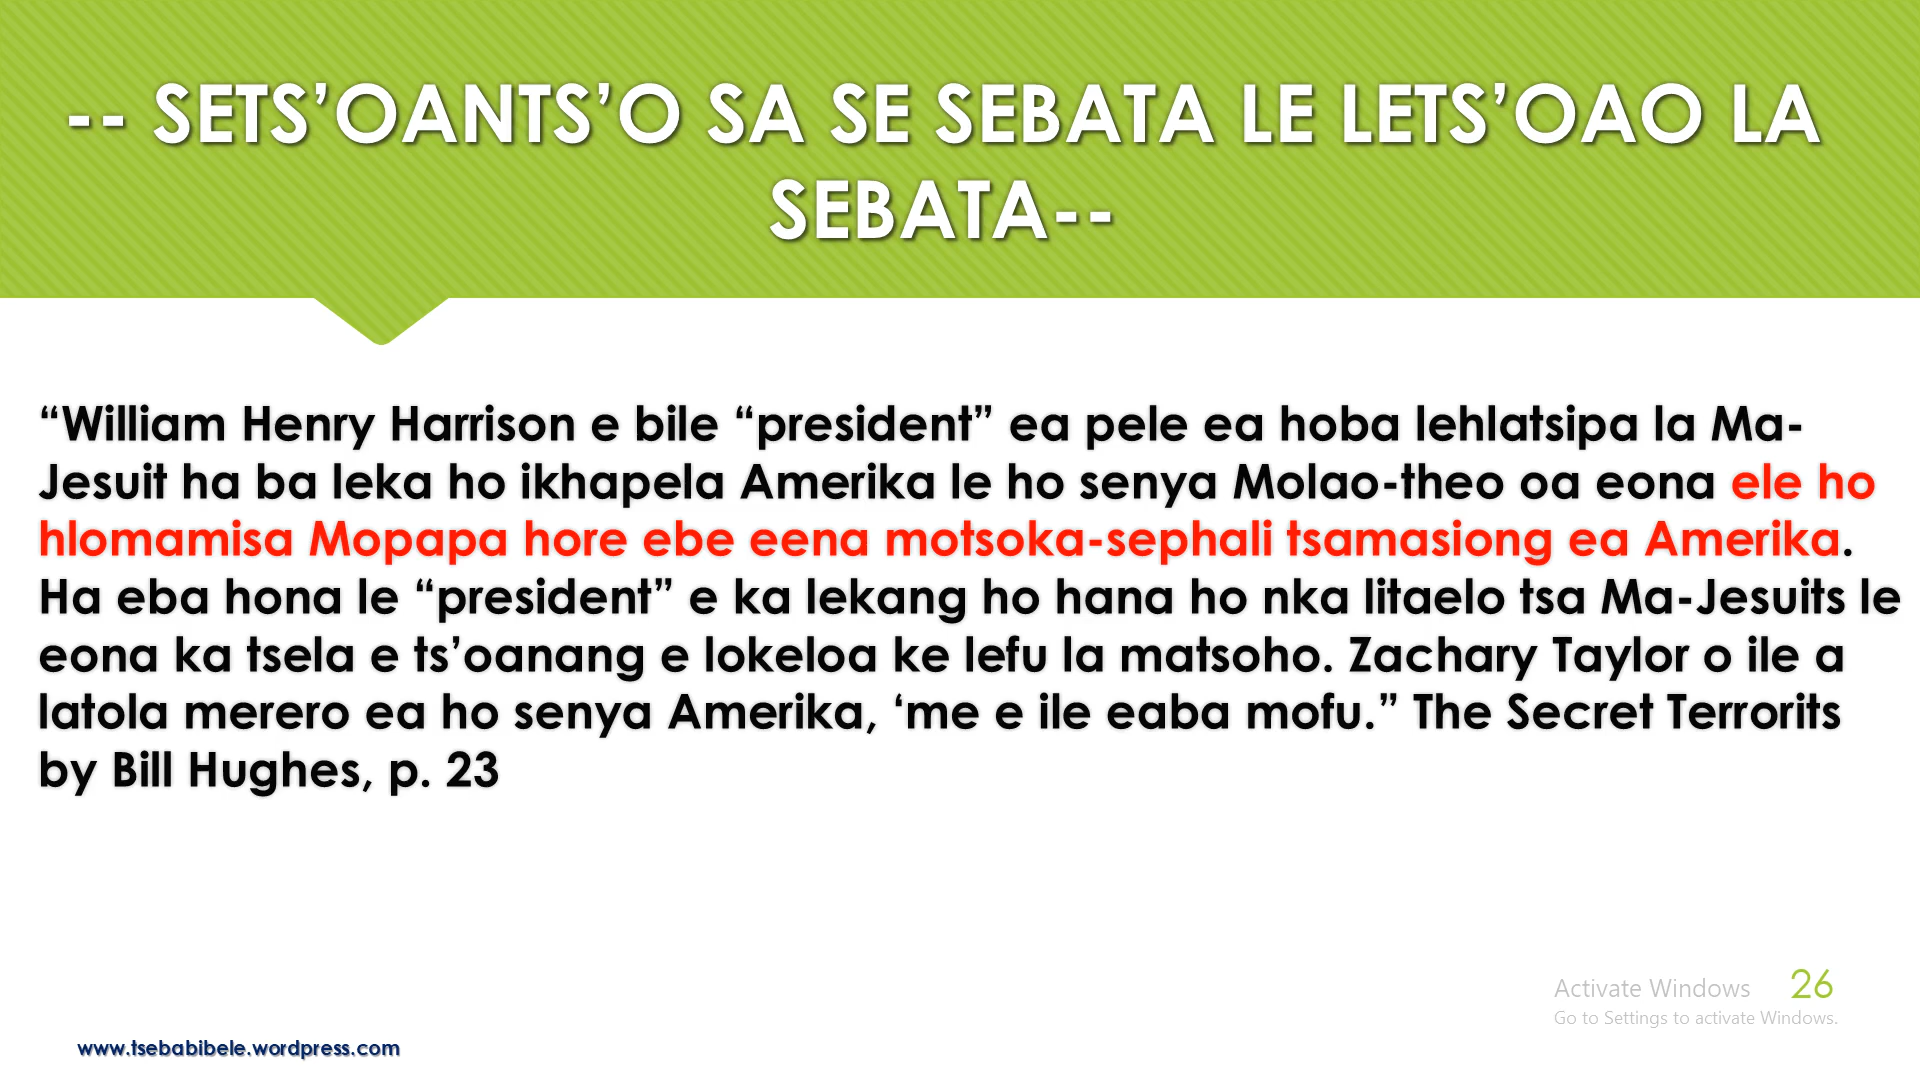 -- SETS’OANTS’O SA SE SEBATA LE LETS’OAO LA
SEBATA--
“William Henry Harrison e bile “president” ea pele ea hoba lehlatsipa la Ma-
Jesuit ha ba leka ho ikhapela Amerika le ho senya Molao-theo oa eona ele ho
hlomamisa Mopapa hore ebe eena motsoka-sephali tsamasiong ea Amerika.
Ha eba hona le “president” e ka lekang ho hana ho nka litaelo tsa Ma-Jesuits le
eona ka tsela e ts’oanang e lokeloa ke lefu la matsoho. Zachary Taylor o ile a
latola merero ea ho senya Amerika, ‘me e ile eaba mofu.” The Secret Terrorits
by Bill Hughes, p. 23
Activate Windows 26
Go to Settings to activate Windows.
www.tsebabibele.wordpress.com